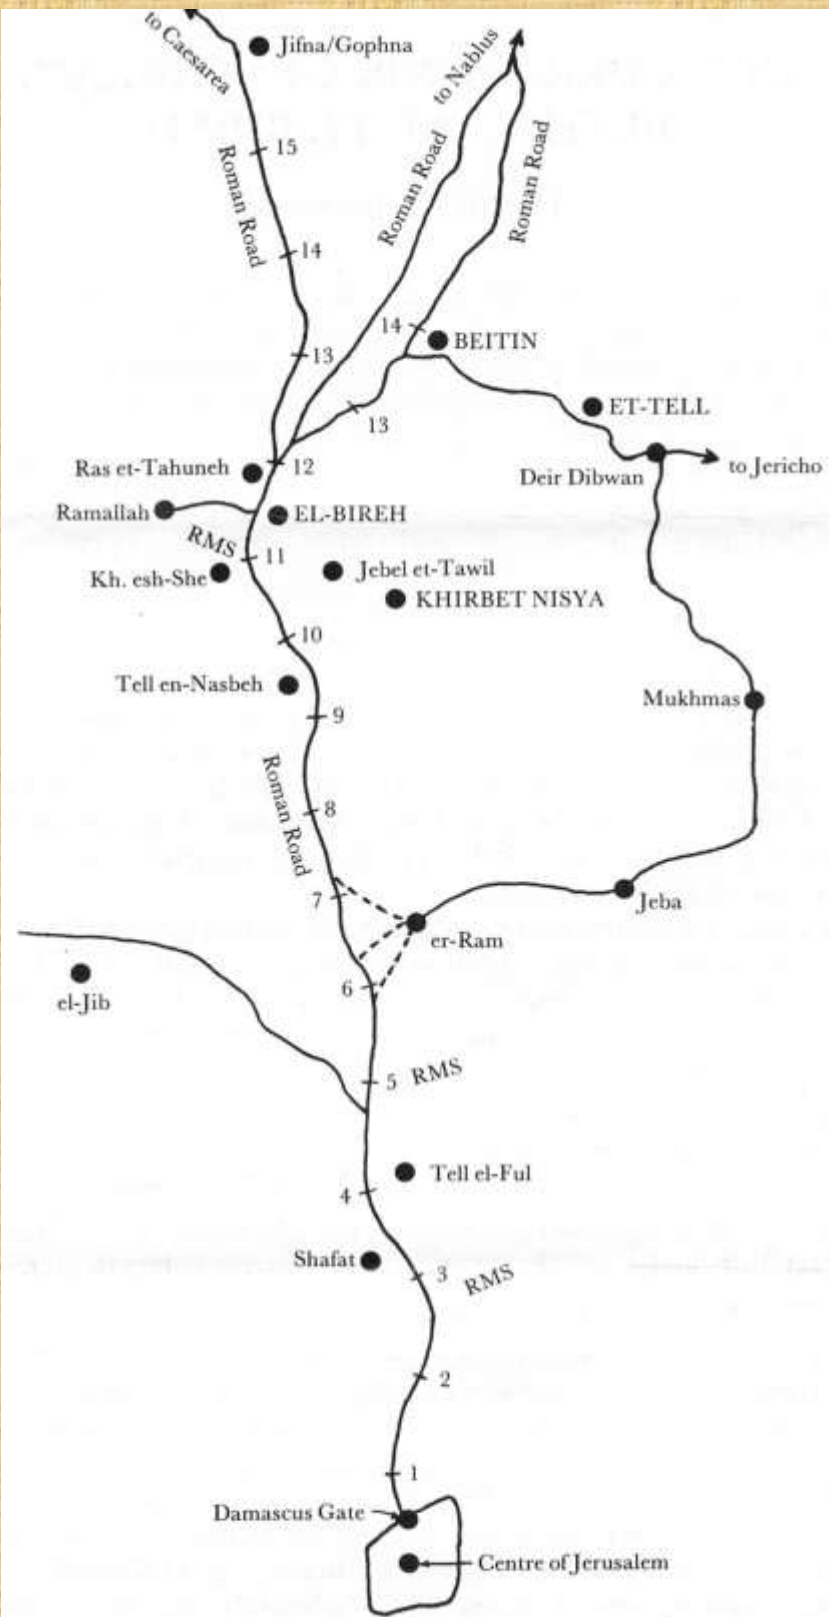 to Caesarea
Jifna/Gophna
to Nablus
15
Roman Road
Roman Road
Roman Road
14
14
BEITIN
13
ET-TELL
13
Ras et-Tahuneh
12
Deir Dibwan
to Jericho
Ramallah
EL-BIREH
RMS
11
Kh. esh-She
Jebel et-Tawil
KHIRBET NISYA
10
Tell en-Nasbeh
Mukhmas
9
Roman Road
8
7
Jeba
er-Ram
6
el-Jib
5
RMS
Tell el-Ful
4
Shafat
3
RMS
2
1
Damascus Gate
Centre of Jerusalem